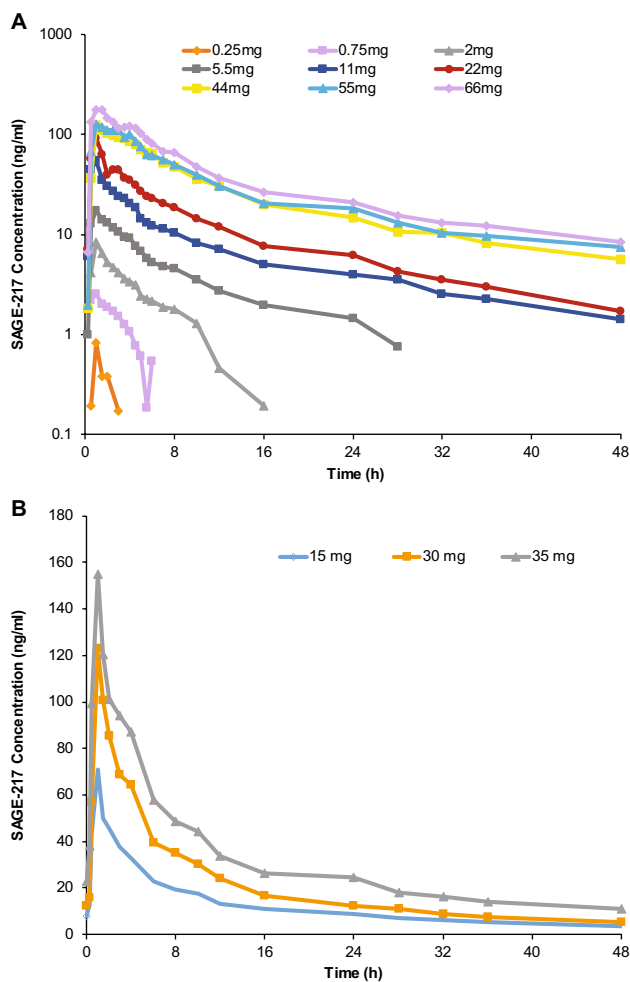 A
1000
100
10
1
0.1
SAGE-217 Concentration (ng/ml)
0.25mg 0.75mg 2mg
5.5mg 11mg 22mg
44mg 55mg 66mg
0 8 16 24 32 40 48
Time (h)
B
180
160
140
120
100
80
60
40
20
0
SAGE-217 Concentration (ng/ml)
15 mg 30 mg 35 mg
0 8 16 24 32 40 48
Time (h)